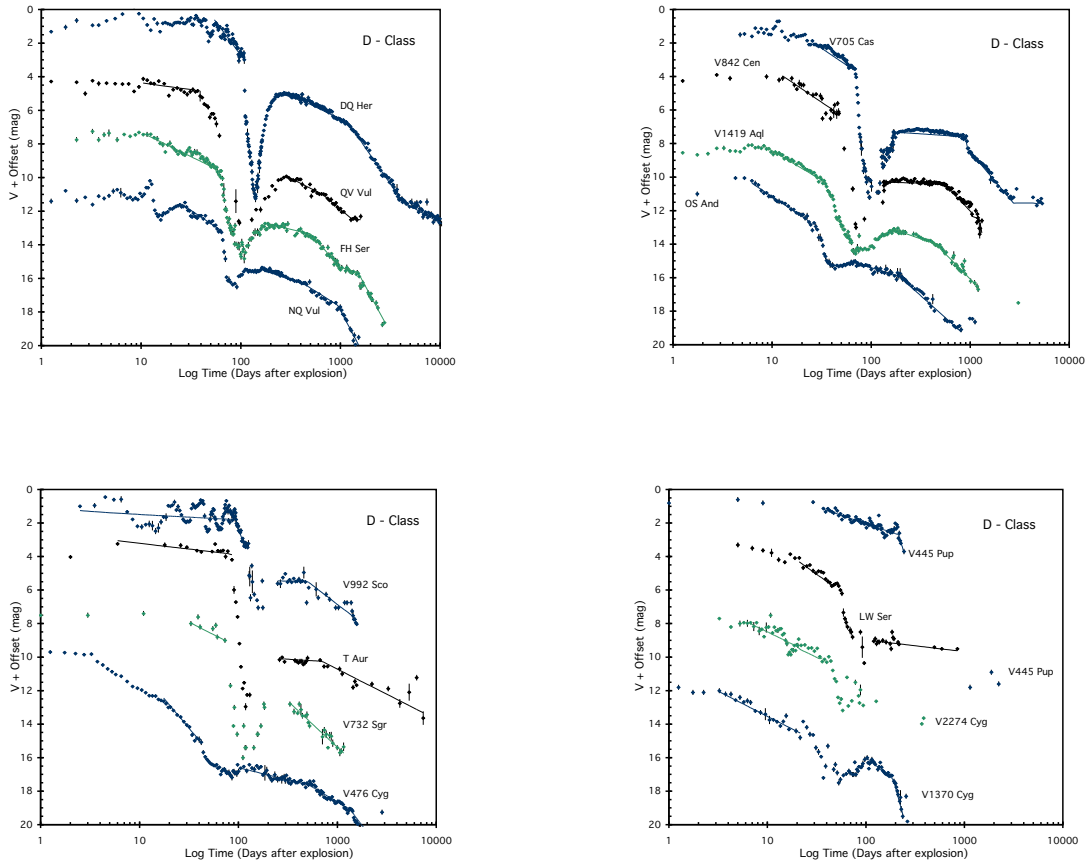 D - Class
DQ Her
QV Vul
FH Ser
NQ Vul
V + Offset (mag)
0
2
4
6
8
10
12
14
16
18
20
1
10
100
1000
10000
Log Time (Days after explosion)
V705 Cas
D - Class
V842 Cen
V1419 Aql
OS And
V + Offset (mag)
0
2
4
6
8
10
12
14
16
18
20
1
10
100
1000
10000
Log Time (Days after explosion)
D - Class
V992 Sco
T Aur
V732 Sgr
V476 Cyg
V + Offset (mag)
0
2
4
6
8
10
12
14
16
18
20
1
10
100
1000
10000
Log Time (Days after explosion)
D - Class
V445 Pup
LW Ser
V445 Pup
V2274 Cyg
V1370 Cyg
V + Offset (mag)
0
2
4
6
8
10
12
14
16
18
20
1
10
100
1000
10000
Log Time (Days after explosion)